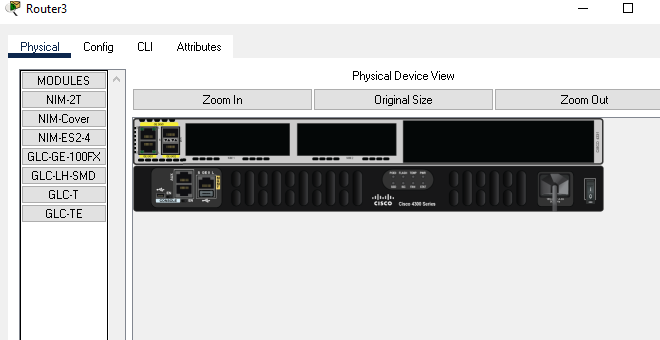 Router3
Physical Config CLI Attributes
MODULES
NIM-2T
NIM-Cover
NIM-ES2-4
GLC-GE-100FX
GLC-LH-SMD
GLC-T
GLC-TE
Physical Device View
Zoom In Original Size Zoom Out
CONSOLE
CISCO
Cisco 4300 Series